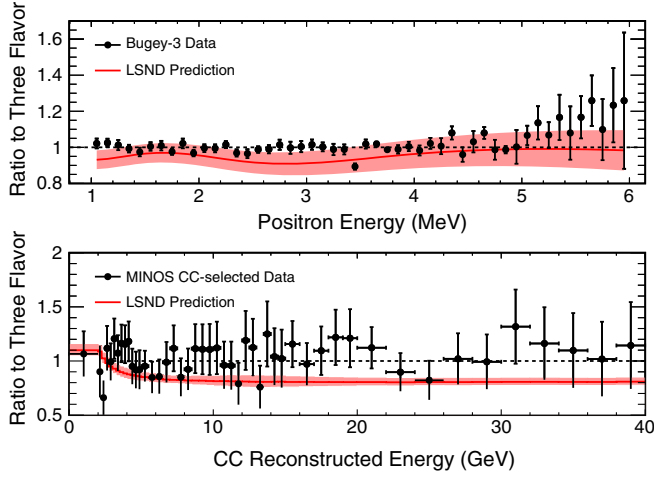 Ratio to Three Flavor
1.6
1.4
1.2
1
0.8
Bugey-3 Data
LSND Prediction
1 2 3 4 5 6
Positron Energy (MeV)
Ratio to Three Flavor
2
1.5
1
0.5
MINOS CC-selected Data
LSND Prediction
0 10 20 30 40
CC Reconstructed Energy (GeV)